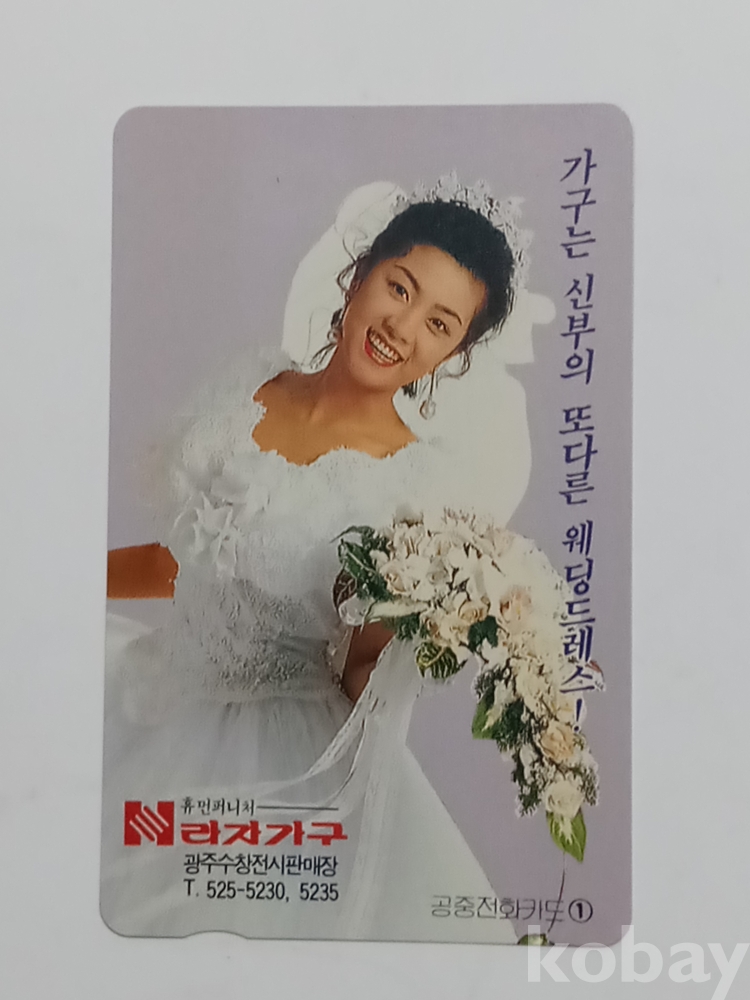 가구는 신부의 또다른 웨딩드레스!
휴먼퍼니처
라자가구
광주수창전시판매장
T. 525-5230, 5235
공중전화카드①
kobay